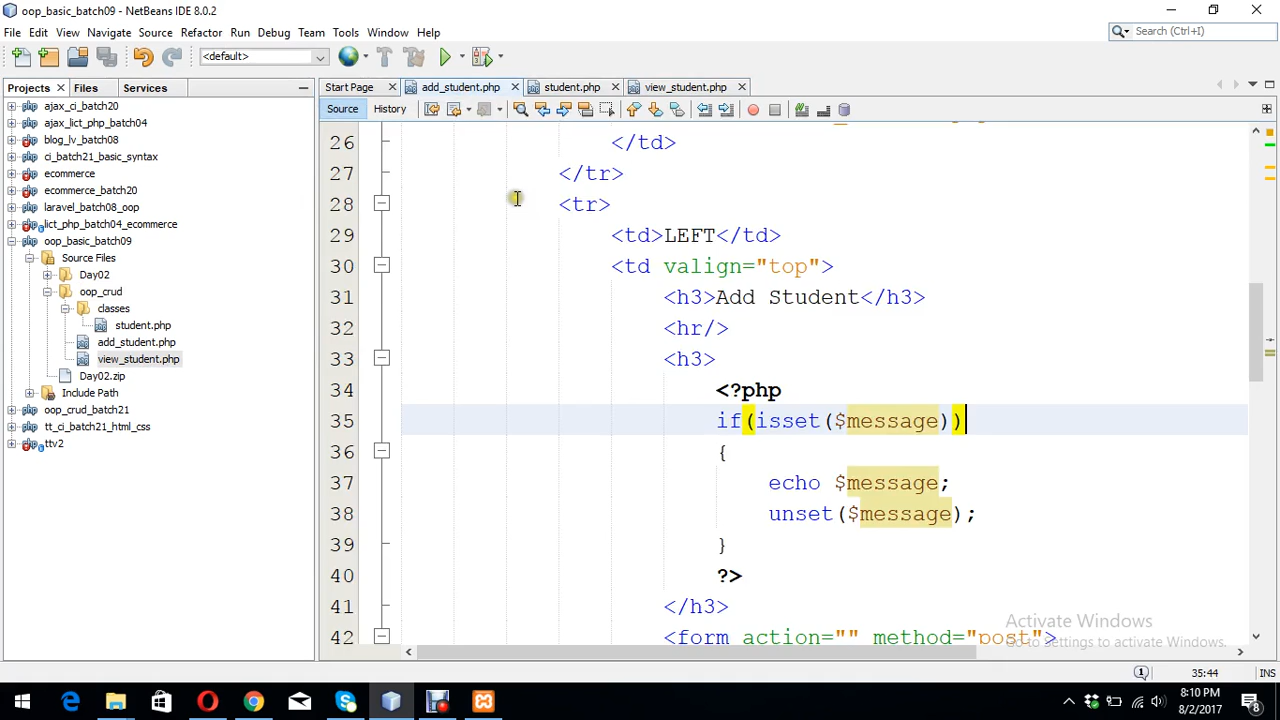 oop_basic_batch09 - NetBeans IDE 8.0.2
File Edit View Navigate Source Refactor Run Debug Team Tools Window Help
Search (Ctrl+I)
<default>
Projects Files Services
Start Page add_student.php student.php view_student.php
Source History
ajax_ci_batch20
ajax_lict_php_batch04
blog_lv_batch08
ci_batch21_basic_syntax
ecommerce
ecommerce_batch20
laravel_batch08_oop
lict_php_batch04_ecommerce
oop_basic_batch09
Source Files
Day02
oop_crud
classes
student.php
add_student.php
view_student.php
Day02.zip
Include Path
oop_crud_batch21
tt_ci_batch21_html_css
ttv2
26 </td>
27 </tr>
28 <tr>
29 <td>LEFT</td>
30 <td valign="top">
31 <h3>Add Student</h3>
32 <hr/>
33 <h3>
34 <?php
35 if(isset($message))
36 {
37 echo $message;
38 unset($message);
39 }
40 ?>
41 </h3>
42 <form action="" method="post">
Activate Windows
Go to Settings to activate Windows.
1 35:44 INS
8:10 PM
8/2/2017
8